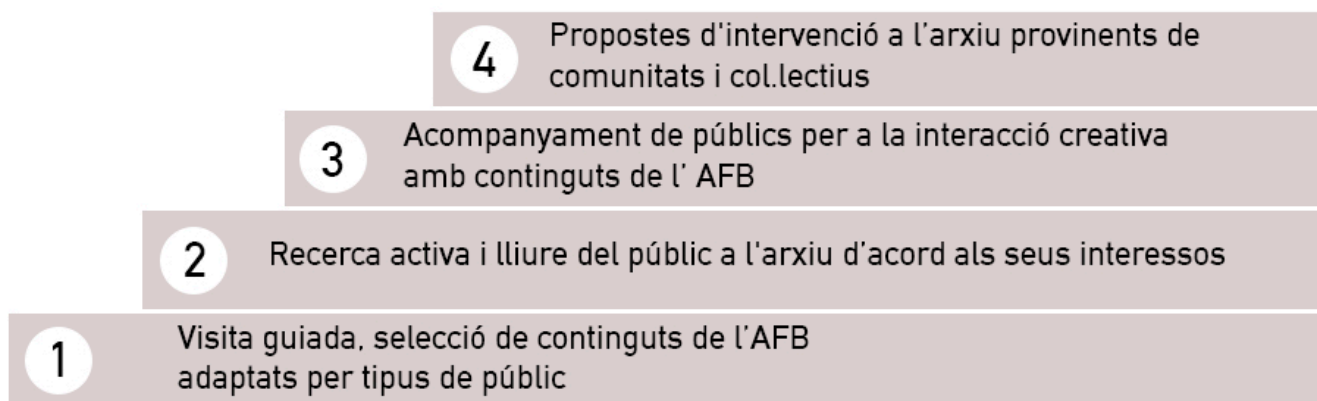 4
Propostes d'intervenció a l'arxiu provinents de
comunitats i col.lectius
3
Acompanyament de públics per a la interacció creativa
amb continguts de l' AFB
2
Recerca activa i lliure del públic a l'arxiu d'acord als seus interessos
1
Visita guiada, selecció de continguts de l'AFB
adaptats per tipus de públic